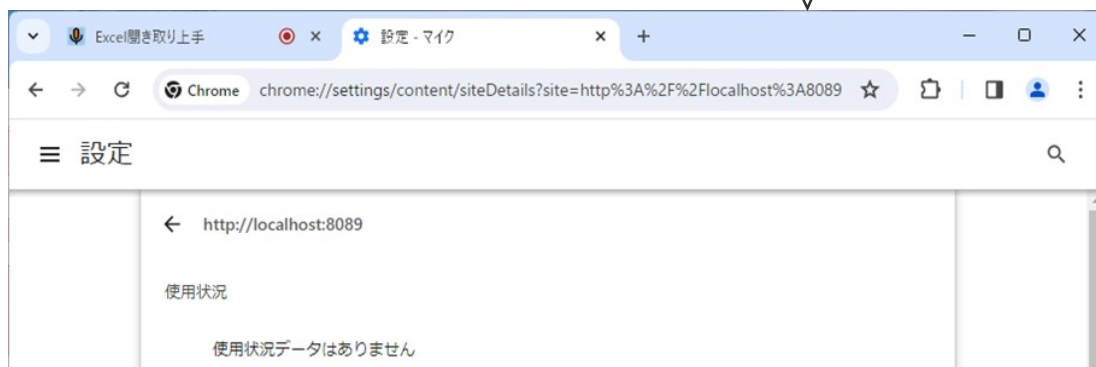 Excel聞き取り上手
設定 - マイク
Chrome
chrome://settings/content/siteDetails?site=http%3A%2F%2Flocalhost%3A8089
設定
http://localhost:8089
使用状況
使用状況データはありません